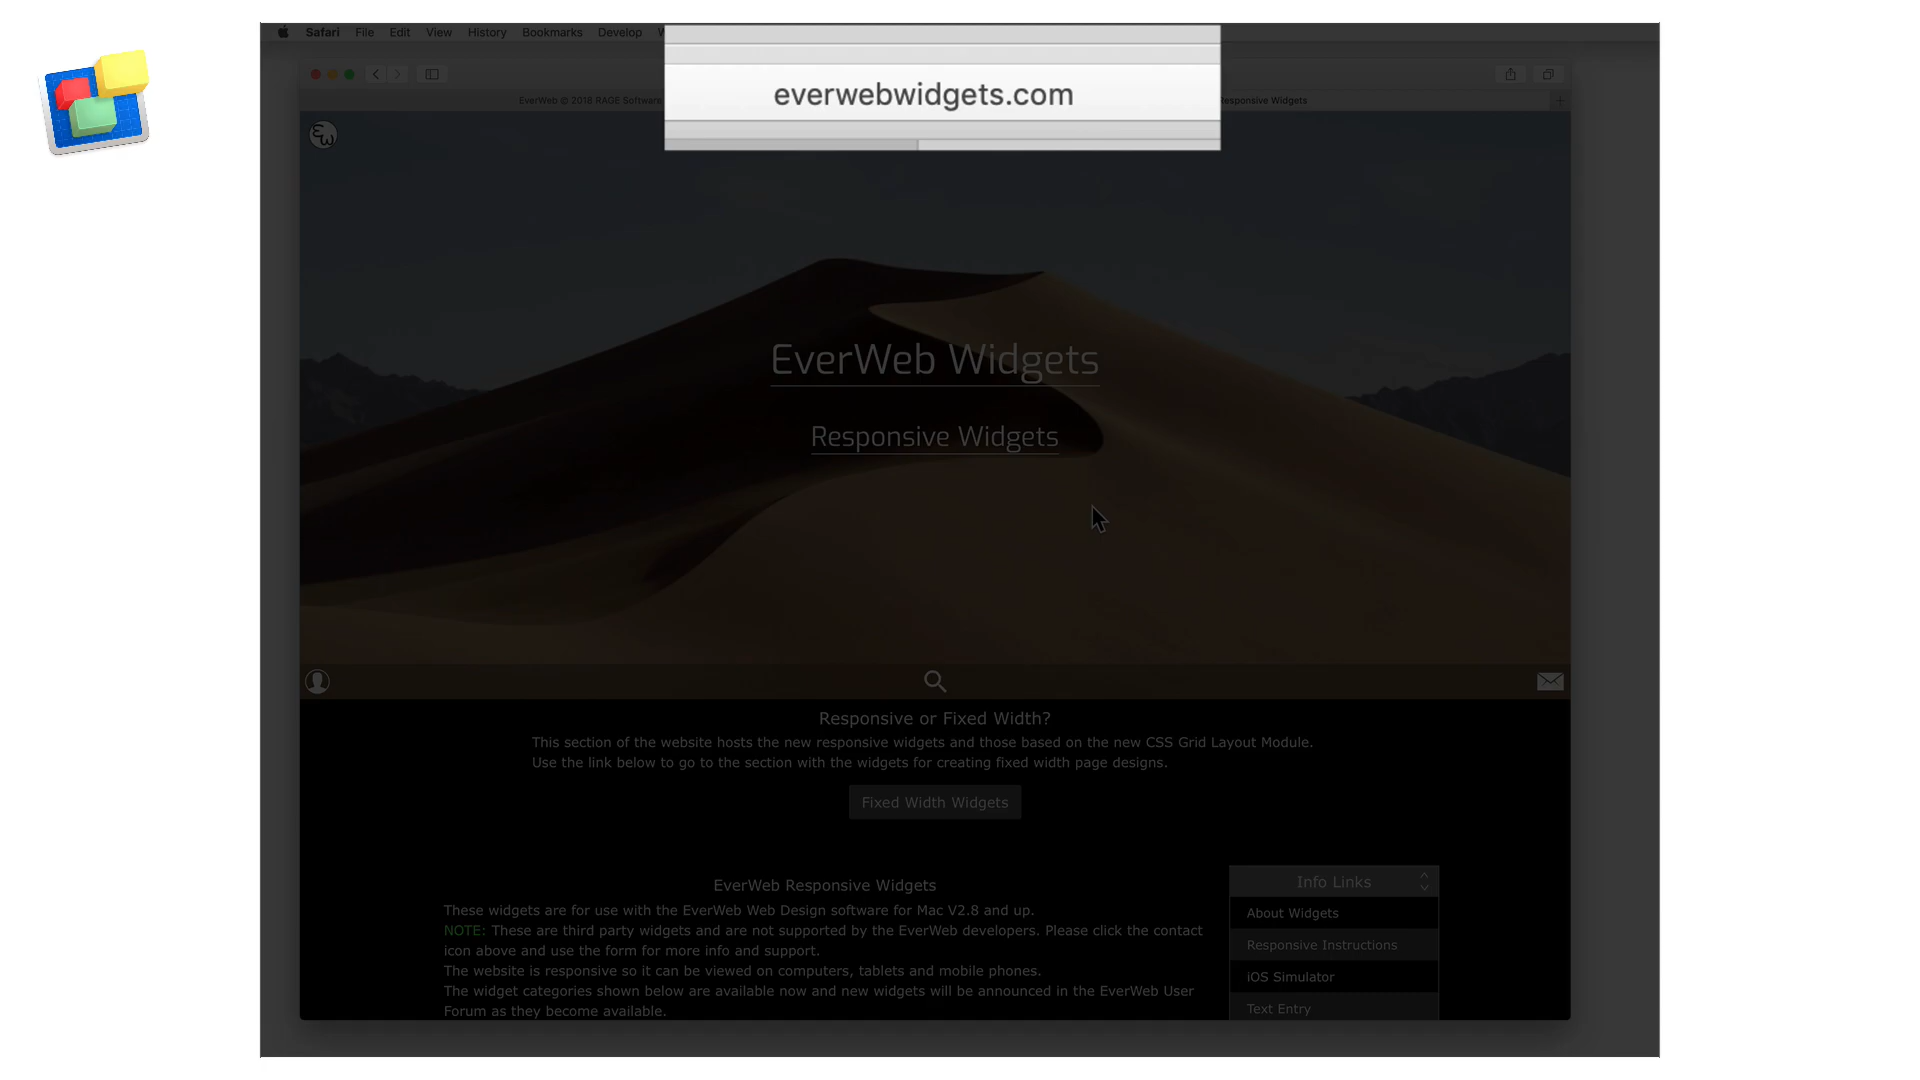 Safari File Edit View History Bookmarks Develop
everwebwidgets.com
EverWeb © 2018 RAGE Software
Responsive Widgets
EW
EverWeb Widgets
Responsive Widgets
Responsive or Fixed Width?
This section of the website hosts the new responsive widgets and those based on the new CSS Grid Layout Module.
Use the link below to go to the section with the widgets for creating fixed width page designs.
Fixed Width Widgets
EverWeb Responsive Widgets
These widgets are for use with the EverWeb Web Design software for Mac V2.8 and up.
NOTE: These are third party widgets and are not supported by the EverWeb developers. Please click the contact
icon above and use the form for more info and support.
The website is responsive so it can be viewed on computers, tablets and mobile phones.
The widget categories shown below are available now and new widgets will be announced in the EverWeb User
Forum as they become available.
Info Links
About Widgets
Responsive Instructions
iOS Simulator
Text Entry